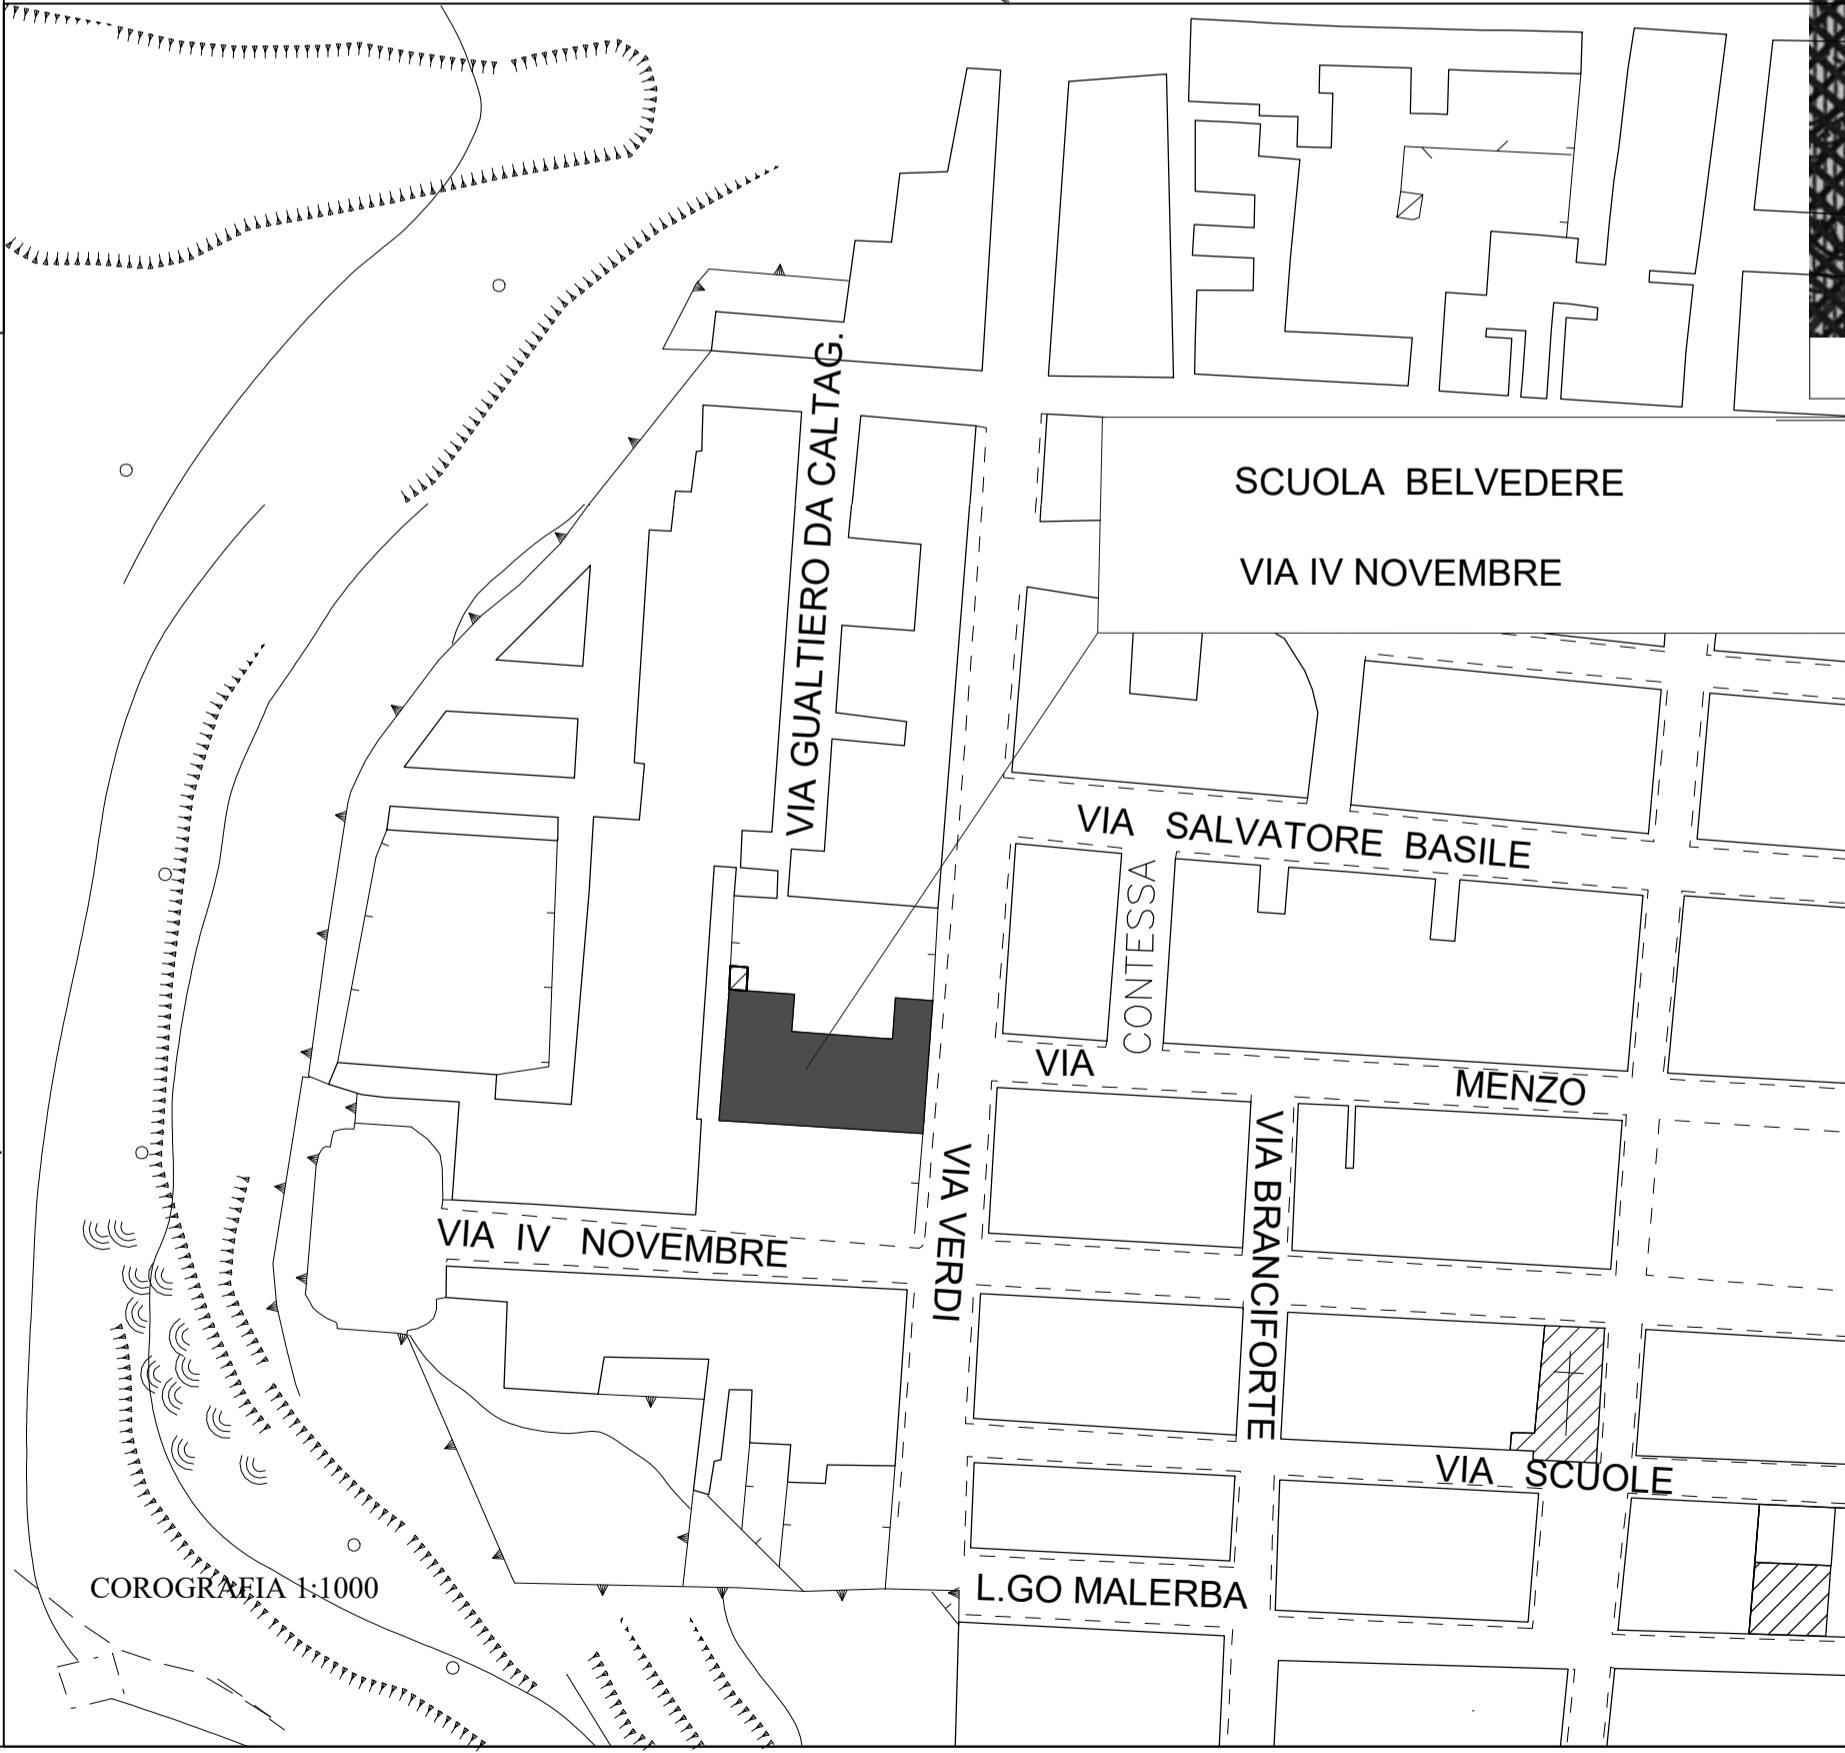 VIA GUALTIERO DA CALTAG.
SCUOLA BELVEDERE
VIA IV NOVEMBRE
VIA SALVATORE BASILE
CONTESSA
VIA
MENZO
VIA VERDI
VIA BRANCIFORTE
VIA IV NOVEMBRE
VIA SCUOLE
COROGRAFIA 1:1000
L.GO MALERBA